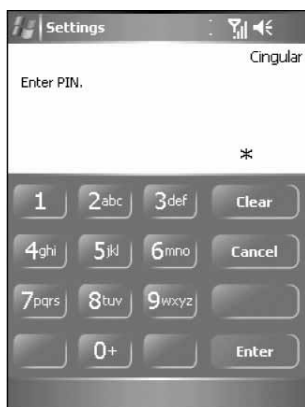 Settings
Cingular
Enter PIN.
*
1 2abc 3def Clear
4ghi 5jkl 6mno Cancel
7pqrs 8tuv 9wxyz
0+ Enter